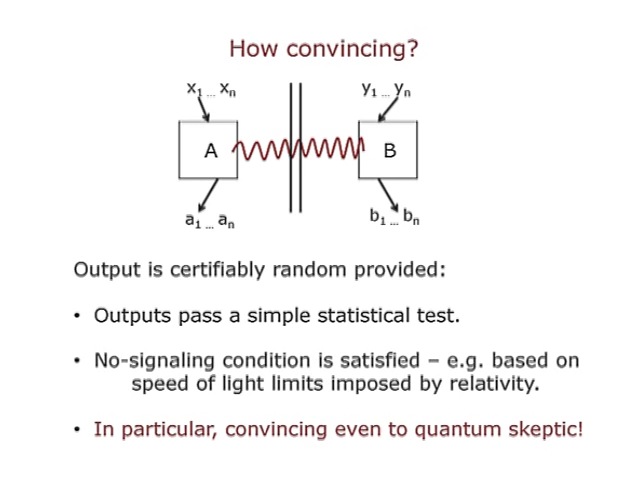 How convincing?
x1 ... xn y1 ... yn
A B
a1 ... an b1 ... bn
Output is certifiably random provided:
• Outputs pass a simple statistical test.
• No-signaling condition is satisfied – e.g. based on
speed of light limits imposed by relativity.
• In particular, convincing even to quantum skeptic!